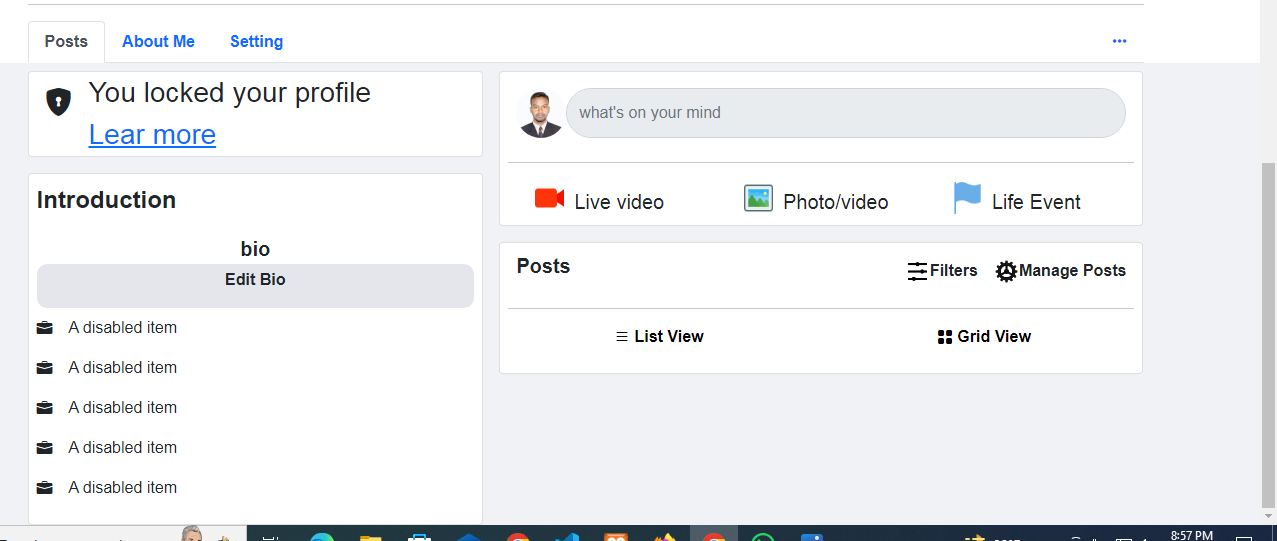 Posts About Me Setting
You locked your profile
Lear more
what's on your mind
Live video Photo/video Life Event
Introduction
bio
Edit Bio
A disabled item
A disabled item
A disabled item
A disabled item
A disabled item
Posts Filters Manage Posts
List View Grid View
8:57 PM